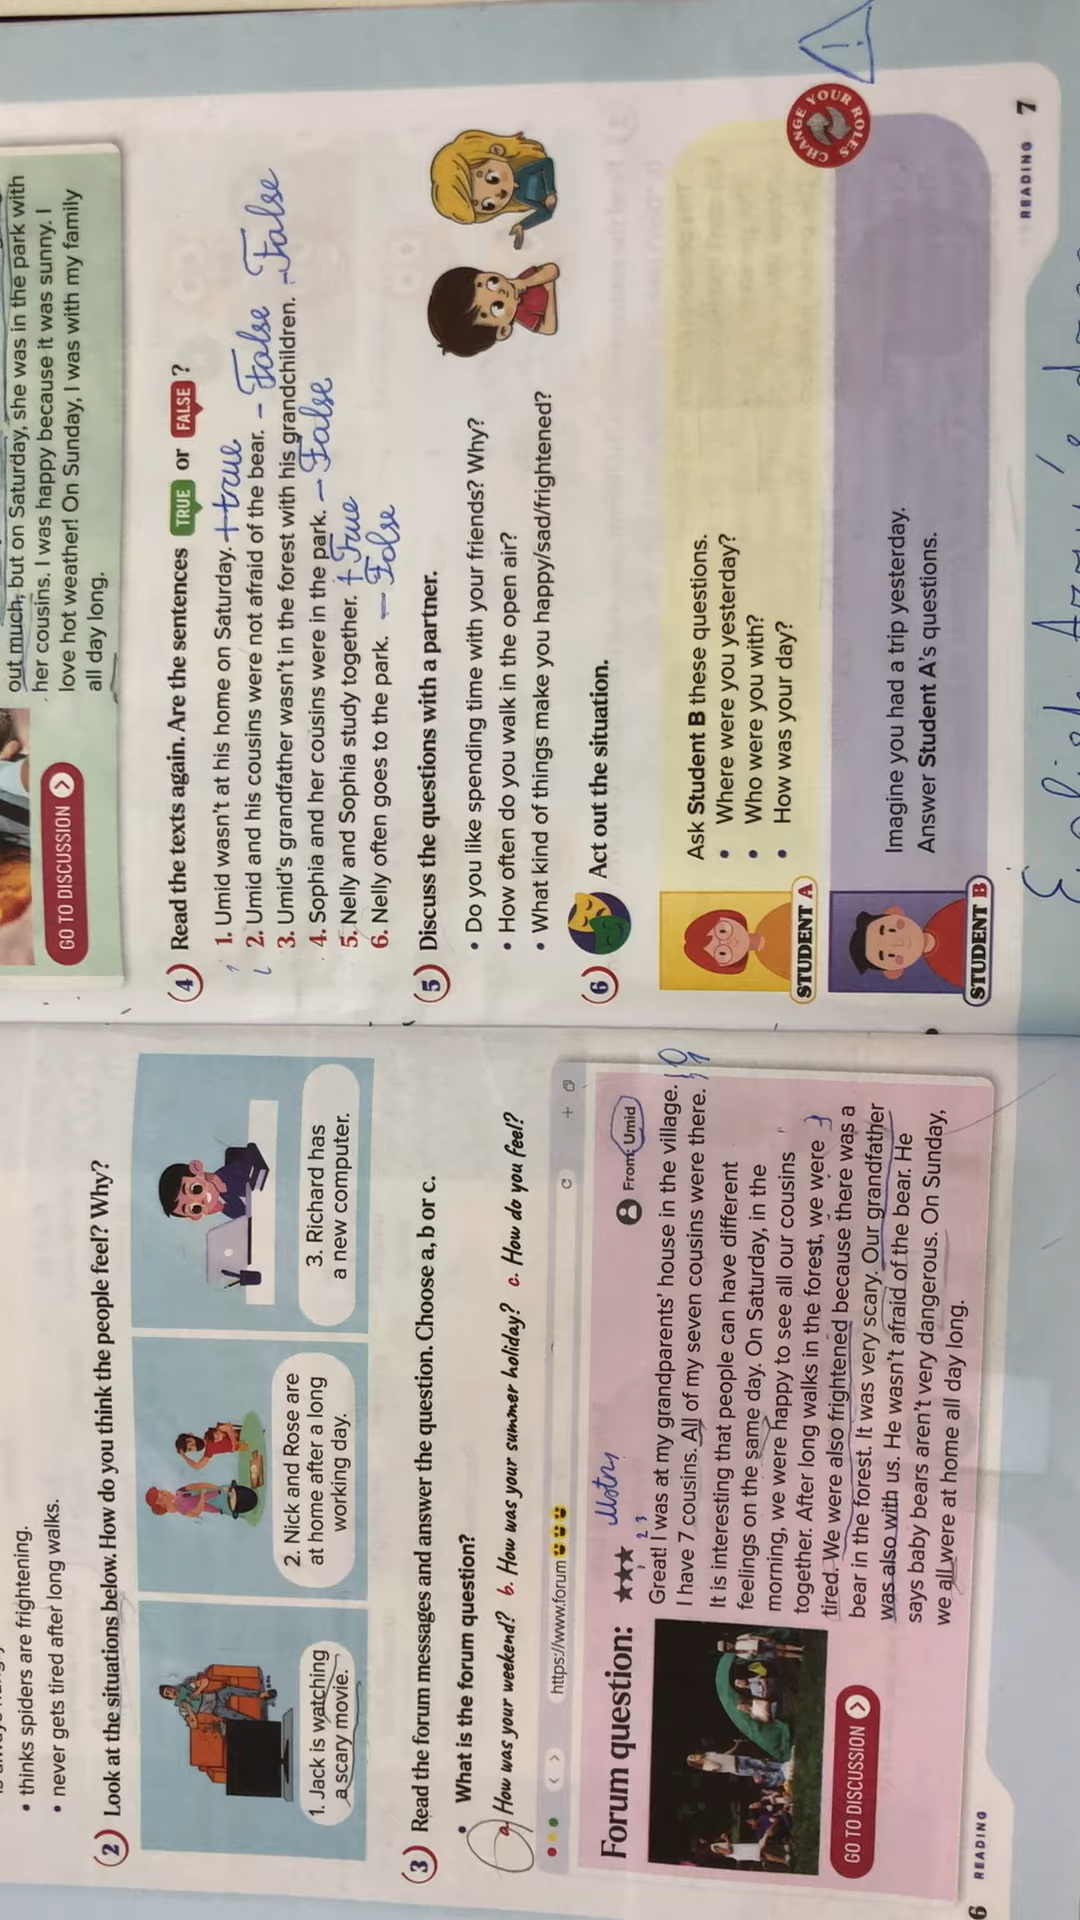 • thinks spiders are frightening.
• never gets tired after long walks.
2 Look at the situations below. How do you think the people feel? Why?
1. Jack is watching
a scary movie.
2. Nick and Rose are
at home after a long
working day.
3. Richard has
a new computer.
3 Read the forum messages and answer the question. Choose a, b or c.
• What is the forum question?
a. How was your weekend? b. How was your summer holiday? c. How do you feel?
https://www.forum
Forum question: ★★★
From: Umid
Great! I was at my grandparents' house in the village.
I have 7 cousins. All of my seven cousins were there.
It is interesting that people can have different
feelings on the same day. On Saturday, in the
morning, we were happy to see all our cousins
together. After long walks in the forest, we were
tired. We were also frightened because there was a
bear in the forest. It was very scary. Our grandfather
was also with us. He wasn't afraid of the bear. He
says baby bears aren't very dangerous. On Sunday,
we all were at home all day long.
GO TO DISCUSSION
6 READING
out much, but on Saturday, she was in the park with
her cousins. I was happy because it was sunny. I
love hot weather! On Sunday, I was with my family
all day long.
GO TO DISCUSSION
4 Read the texts again. Are the sentences TRUE or FALSE ?
1. Umid wasn't at his home on Saturday. + true
2. Umid and his cousins were not afraid of the bear. – False
3. Umid's grandfather wasn't in the forest with his grandchildren. – False
4. Sophia and her cousins were in the park. – False
5. Nelly and Sophia study together. + True
6. Nelly often goes to the park. – False
5 Discuss the questions with a partner.
• Do you like spending time with your friends? Why?
• How often do you walk in the open air?
• What kind of things make you happy/sad/frightened?
6 Act out the situation.
STUDENT A
Ask Student B these questions.
• Where were you yesterday?
• Who were you with?
• How was your day?
CHANGE YOUR ROLES
STUDENT B
Imagine you had a trip yesterday.
Answer Student A's questions.
READING 7